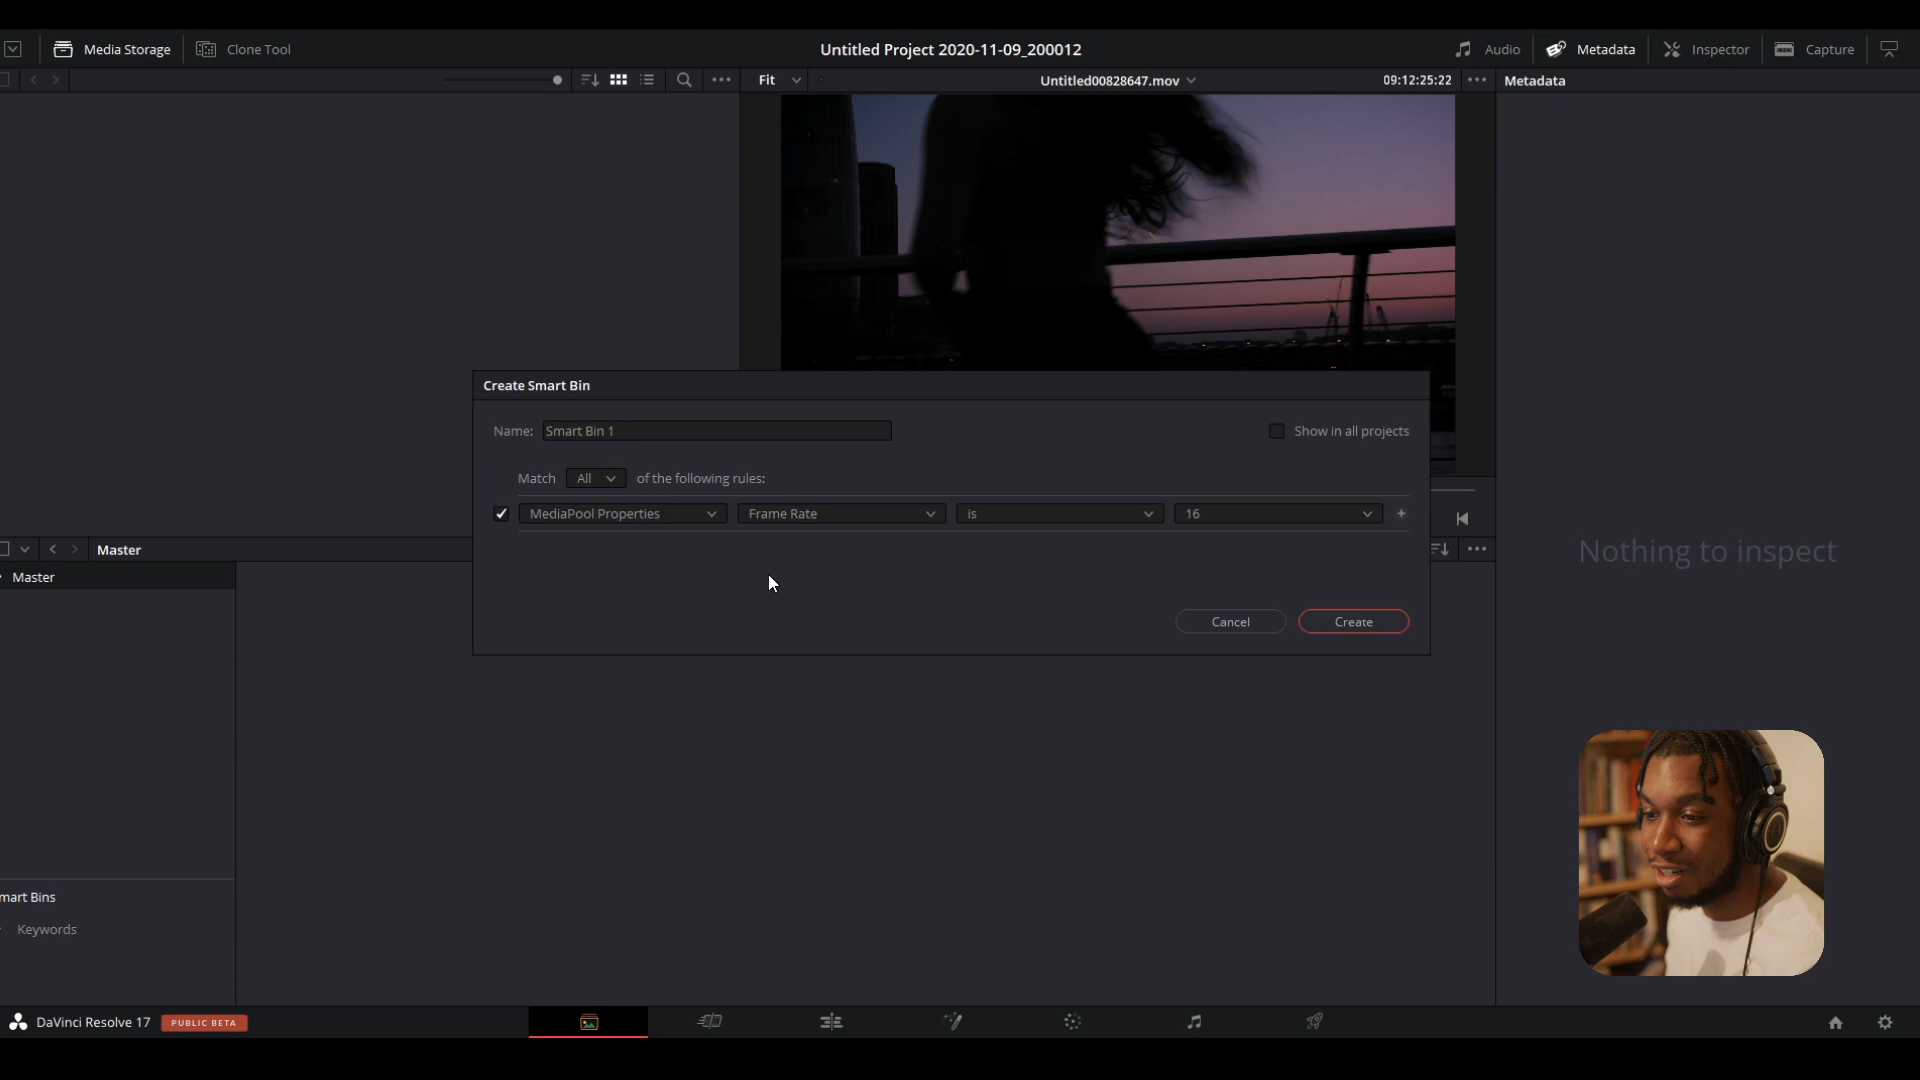 Media Storage
Clone Tool
Untitled Project 2020-11-09_200012
Audio
Metadata
Inspector
Capture
Fit
Untitled00828647.mov
09:12:25:22
Metadata
Create Smart Bin
Name: Smart Bin 1
Show in all projects
Match All of the following rules:
MediaPool Properties
Frame Rate
is
16
Nothing to inspect
Master
Master
Cancel
Create
mart Bins
Keywords
DaVinci Resolve 17
PUBLIC BETA